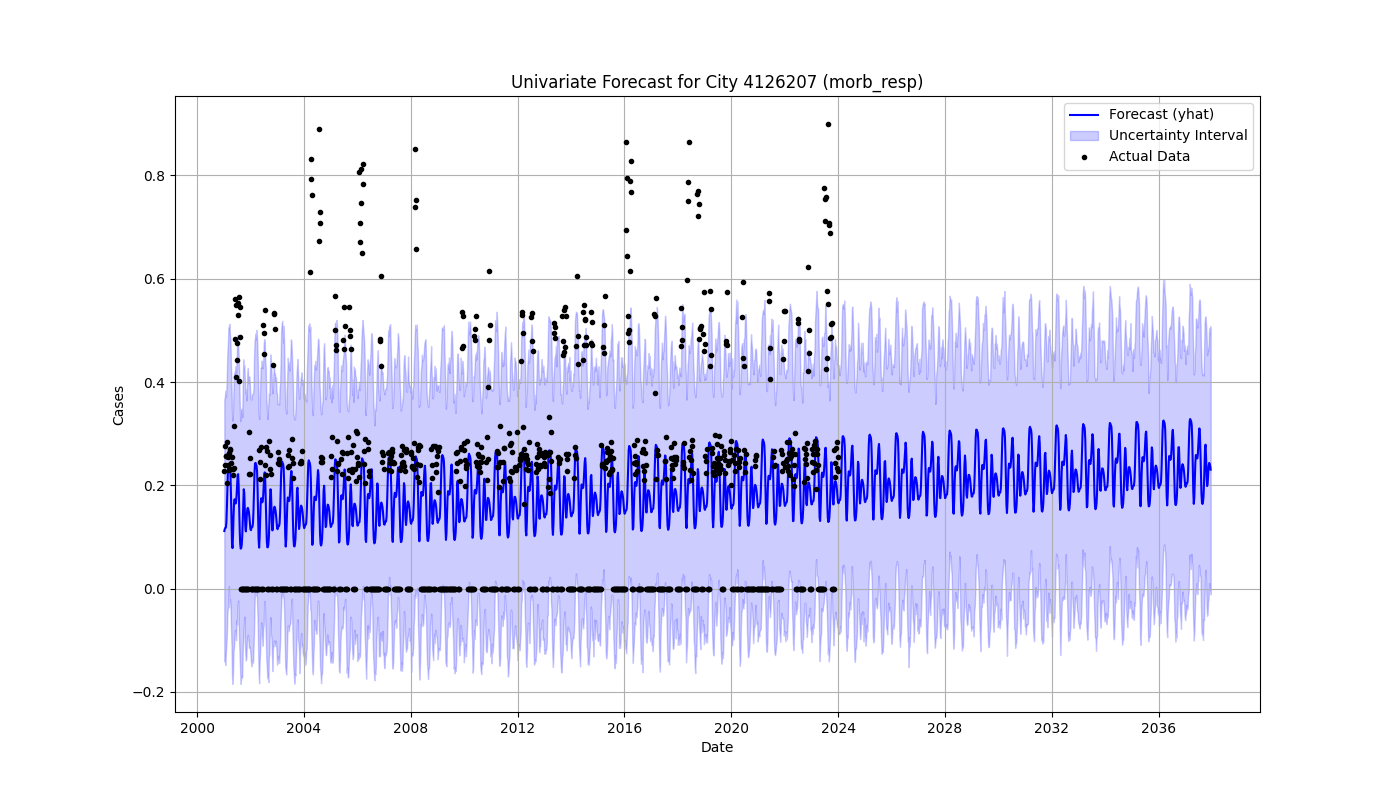 Univariate Forecast for City 4126207 (morb_resp)
Forecast (yhat)
Uncertainty Interval
Actual Data
Cases
0.8
0.6
0.4
0.2
0.0
−0.2
2000 2004 2008 2012 2016 2020 2024 2028 2032 2036
Date